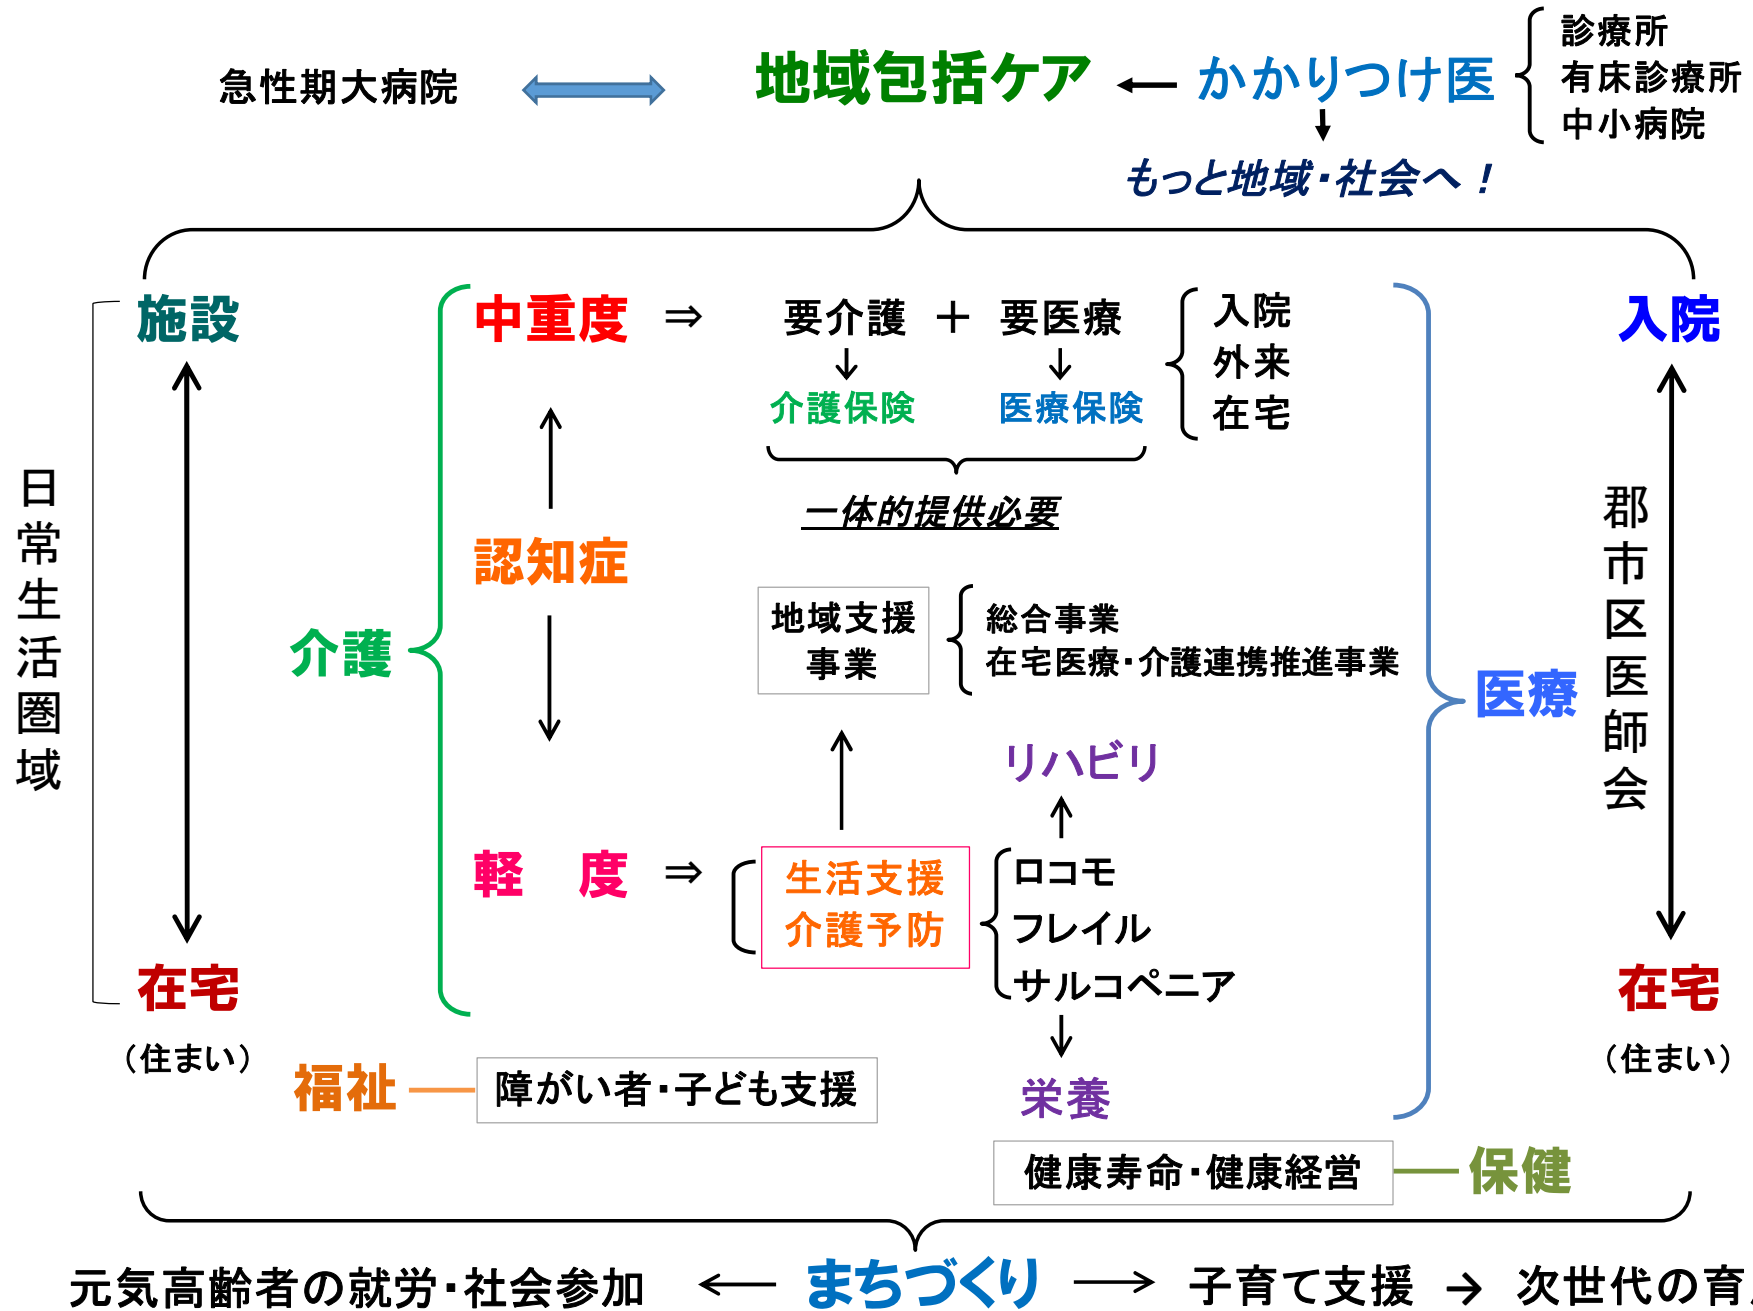 急性期大病院
地域包括ケア
かかりつけ医
診療所
有床診療所
中小病院
もっと地域・社会へ！
日常生活圏域
施設
在宅
（住まい）
介護
中重度 ⇒ 要介護 ＋ 要医療
介護保険
医療保険
入院
外来
在宅
一体的提供必要
認知症
地域支援
事業
総合事業
在宅医療・介護連携推進事業
リハビリ
軽　度 ⇒
生活支援
介護予防
ロコモ
フレイル
サルコペニア
栄養
医療
入院
郡市区医師会
在宅
（住まい）
福祉
障がい者・子ども支援
健康寿命・健康経営
保健
元気高齢者の就労・社会参加 ← まちづくり → 子育て支援 → 次世代の育